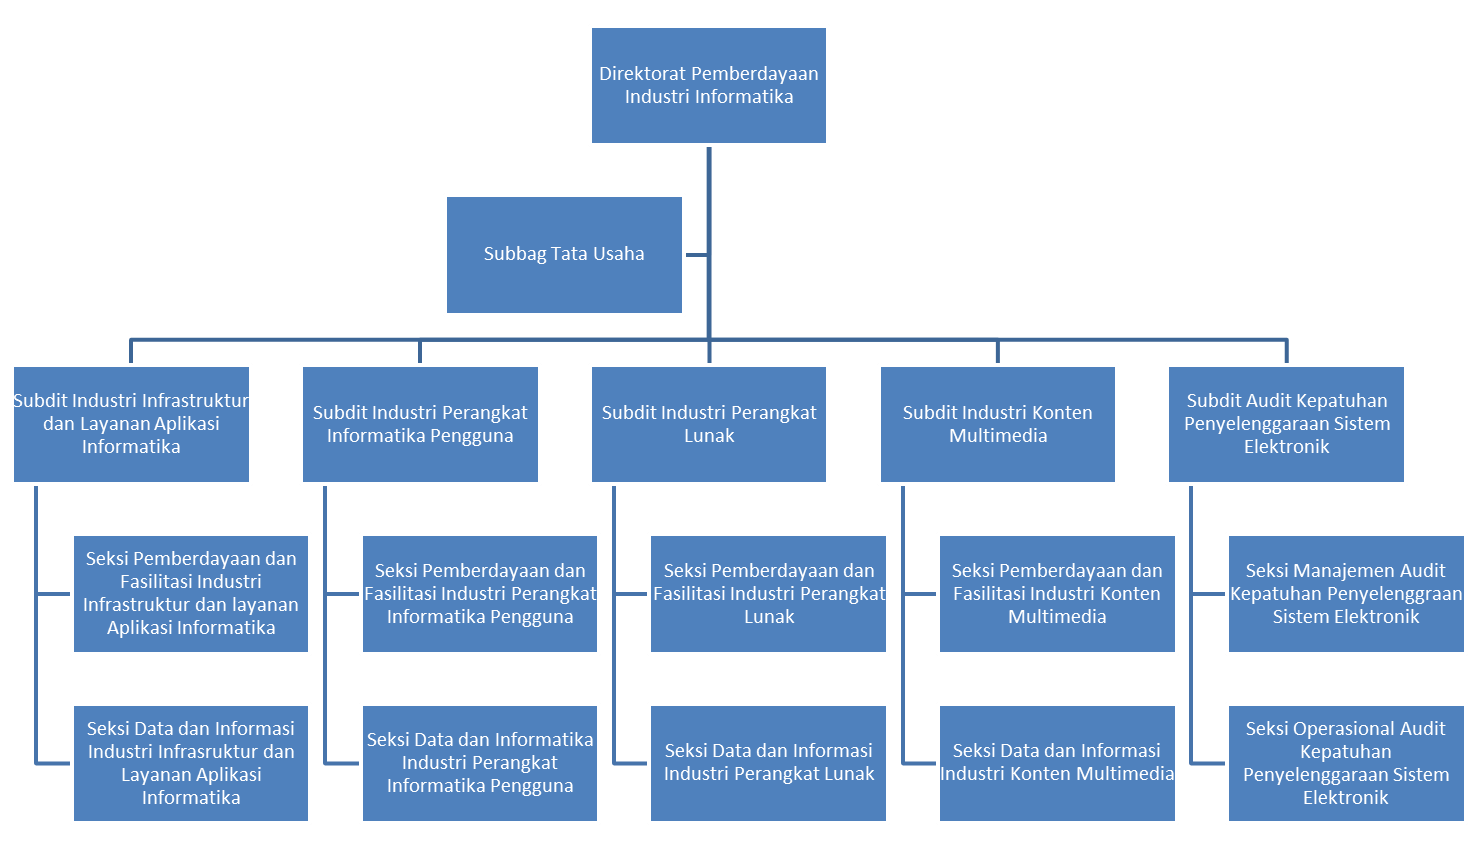 Direktorat Pemberdayaan
Industri Informatika
Subbag Tata Usaha
Subdit Industri Infrastruktur
dan Layanan Aplikasi
Informatika
Subdit Industri Perangkat
Informatika Pengguna
Subdit Industri Perangkat
Lunak
Subdit Industri Konten
Multimedia
Subdit Audit Kepatuhan
Penyelenggaraan Sistem
Elektronik
Seksi Pemberdayaan dan
Fasilitasi Industri
Infrastruktur dan layanan
Aplikasi Informatika
Seksi Pemberdayaan dan
Fasilitasi Industri Perangkat
Informatika Pengguna
Seksi Pemberdayaan dan
Fasilitasi Industri Perangkat
Lunak
Seksi Pemberdayaan dan
Fasilitasi Industri Konten
Multimedia
Seksi Manajemen Audit
Kepatuhan Penyelenggraan
Sistem Elektronik
Seksi Data dan Informasi
Industri Infrasruktur dan
Layanan Aplikasi
Informatika
Seksi Data dan Informatika
Industri Perangkat
Informatika Pengguna
Seksi Data dan Informasi
Industri Perangkat Lunak
Seksi Data dan Informasi
Industri Konten Multimedia
Seksi Operasional Audit
Kepatuhan
Penyelenggaraan Sistem
Elektronik